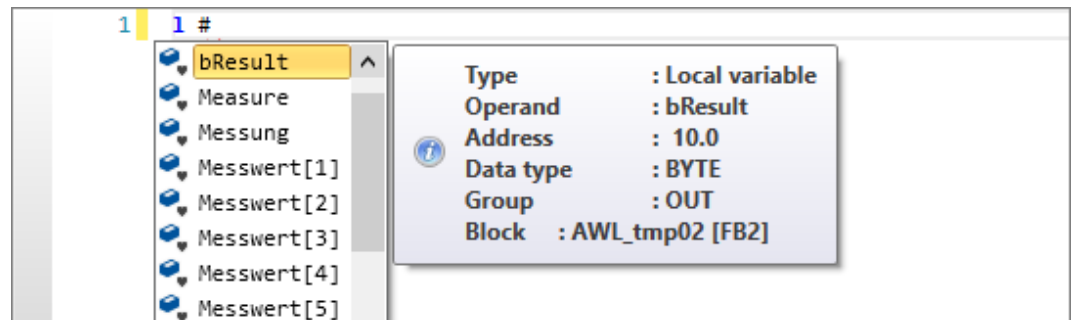 1 l #
bResult
Measure
Messung
Messwert[1]
Messwert[2]
Messwert[3]
Messwert[4]
Messwert[5]
Type : Local variable
Operand : bResult
Address : 10.0
Data type : BYTE
Group : OUT
Block : AWL_tmp02 [FB2]